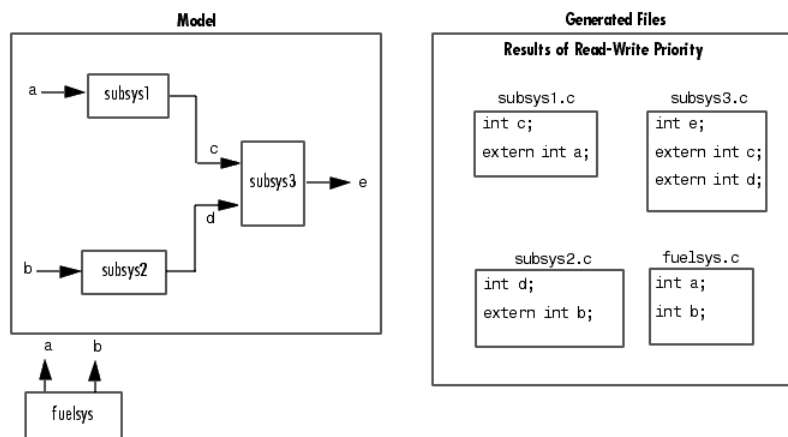 Model
a
subsys1
c
subsys3
e
d
b
subsys2
a
b
fuelsys
Generated Files
Results of Read-Write Priority
subsys1.c
int c;
extern int a;
subsys3.c
int e;
extern int c;
extern int d;
subsys2.c
int d;
extern int b;
fuelsys.c
int a;
int b;